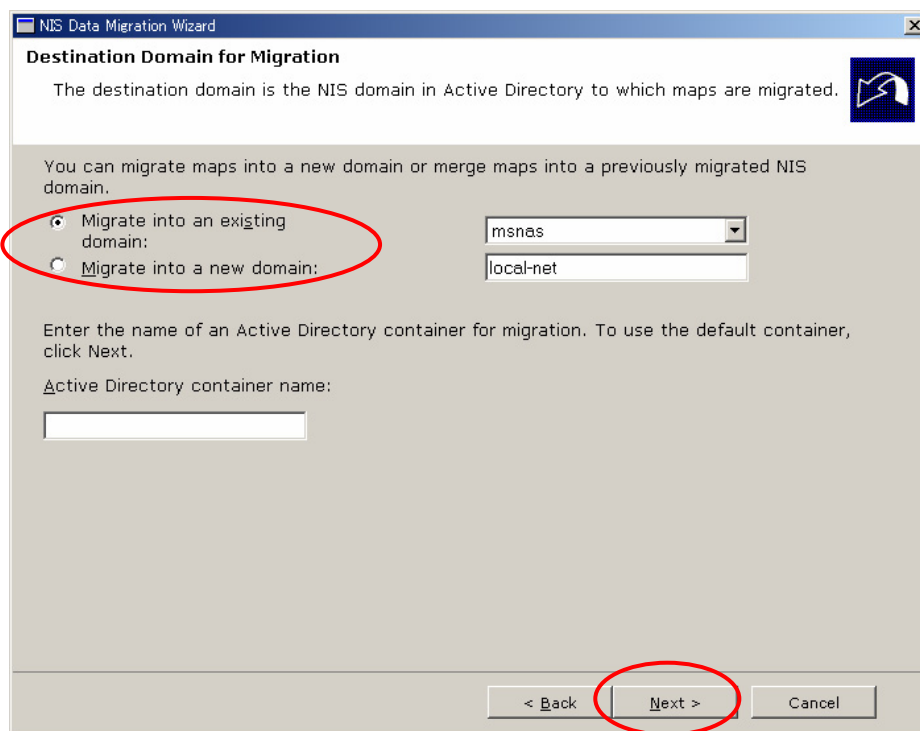 NIS Data Migration Wizard
Destination Domain for Migration
The destination domain is the NIS domain in Active Directory to which maps are migrated.
You can migrate maps into a new domain or merge maps into a previously migrated NIS
domain.
Migrate into an existing
domain:
msnas
Migrate into a new domain:
local-net
Enter the name of an Active Directory container for migration. To use the default container,
click Next.
Active Directory container name:
< Back
Next >
Cancel